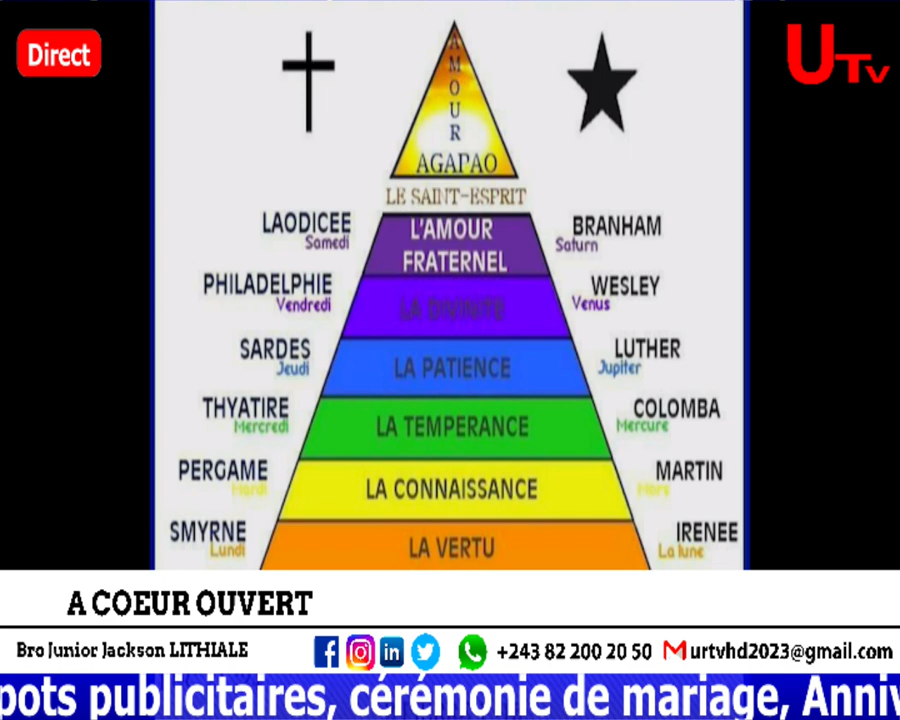 Direct
UTv
AMOUR
AGAPAO
LE SAINT-ESPRIT
LAODICEE
Samedi
L'AMOUR
FRATERNEL
BRANHAM
Saturn
PHILADELPHIE
Vendredi
LA DIVINITE
WESLEY
Venus
SARDES
Jeudi
LA PATIENCE
LUTHER
Jupiter
THYATIRE
Mercredi
LA TEMPERANCE
COLOMBA
Mercure
PERGAME
Mardi
LA CONNAISSANCE
MARTIN
Mars
SMYRNE
Lundi
LA VERTU
IRENEE
La lune
A COEUR OUVERT
Bro Junior Jackson LITHIALE
+243 82 200 20 50
urtvhd2023@gmail.com
pots publicitaires, cérémonie de mariage, Anniv